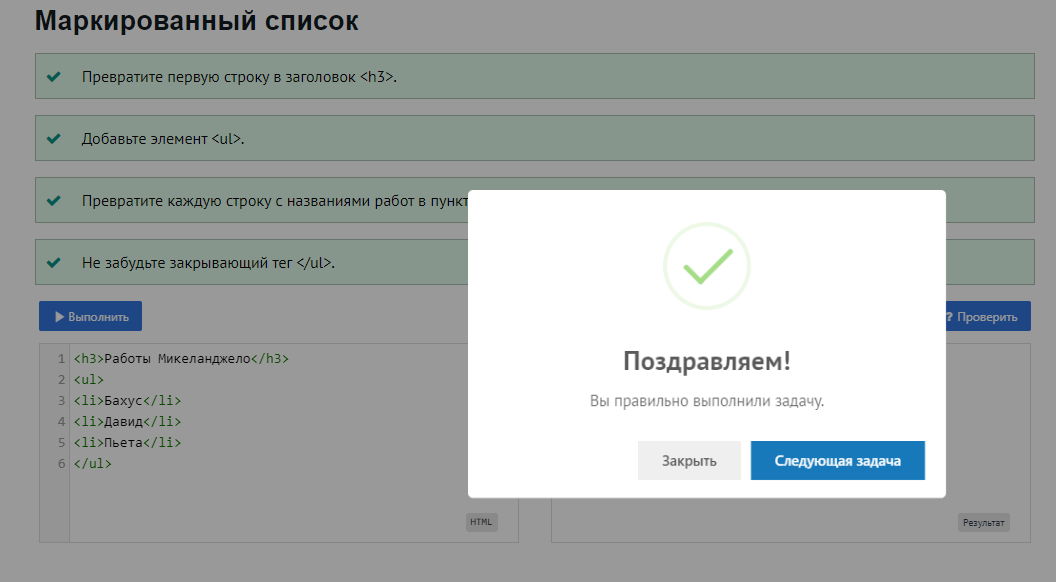 Маркированный список
Превратите первую строку в заголовок <h3>.
Добавьте элемент <ul>.
Превратите каждую строку с названиями работ в пункт
Не забудьте закрывающий тег </ul>.
Выполнить
? Проверить
1 <h3>Работы Микеланджело</h3>
2 <ul>
3 <li>Бахус</li>
4 <li>Давид</li>
5 <li>Пьета</li>
6 </ul>
HTML
Результат
Поздравляем!
Вы правильно выполнили задачу.
Закрыть
Следующая задача